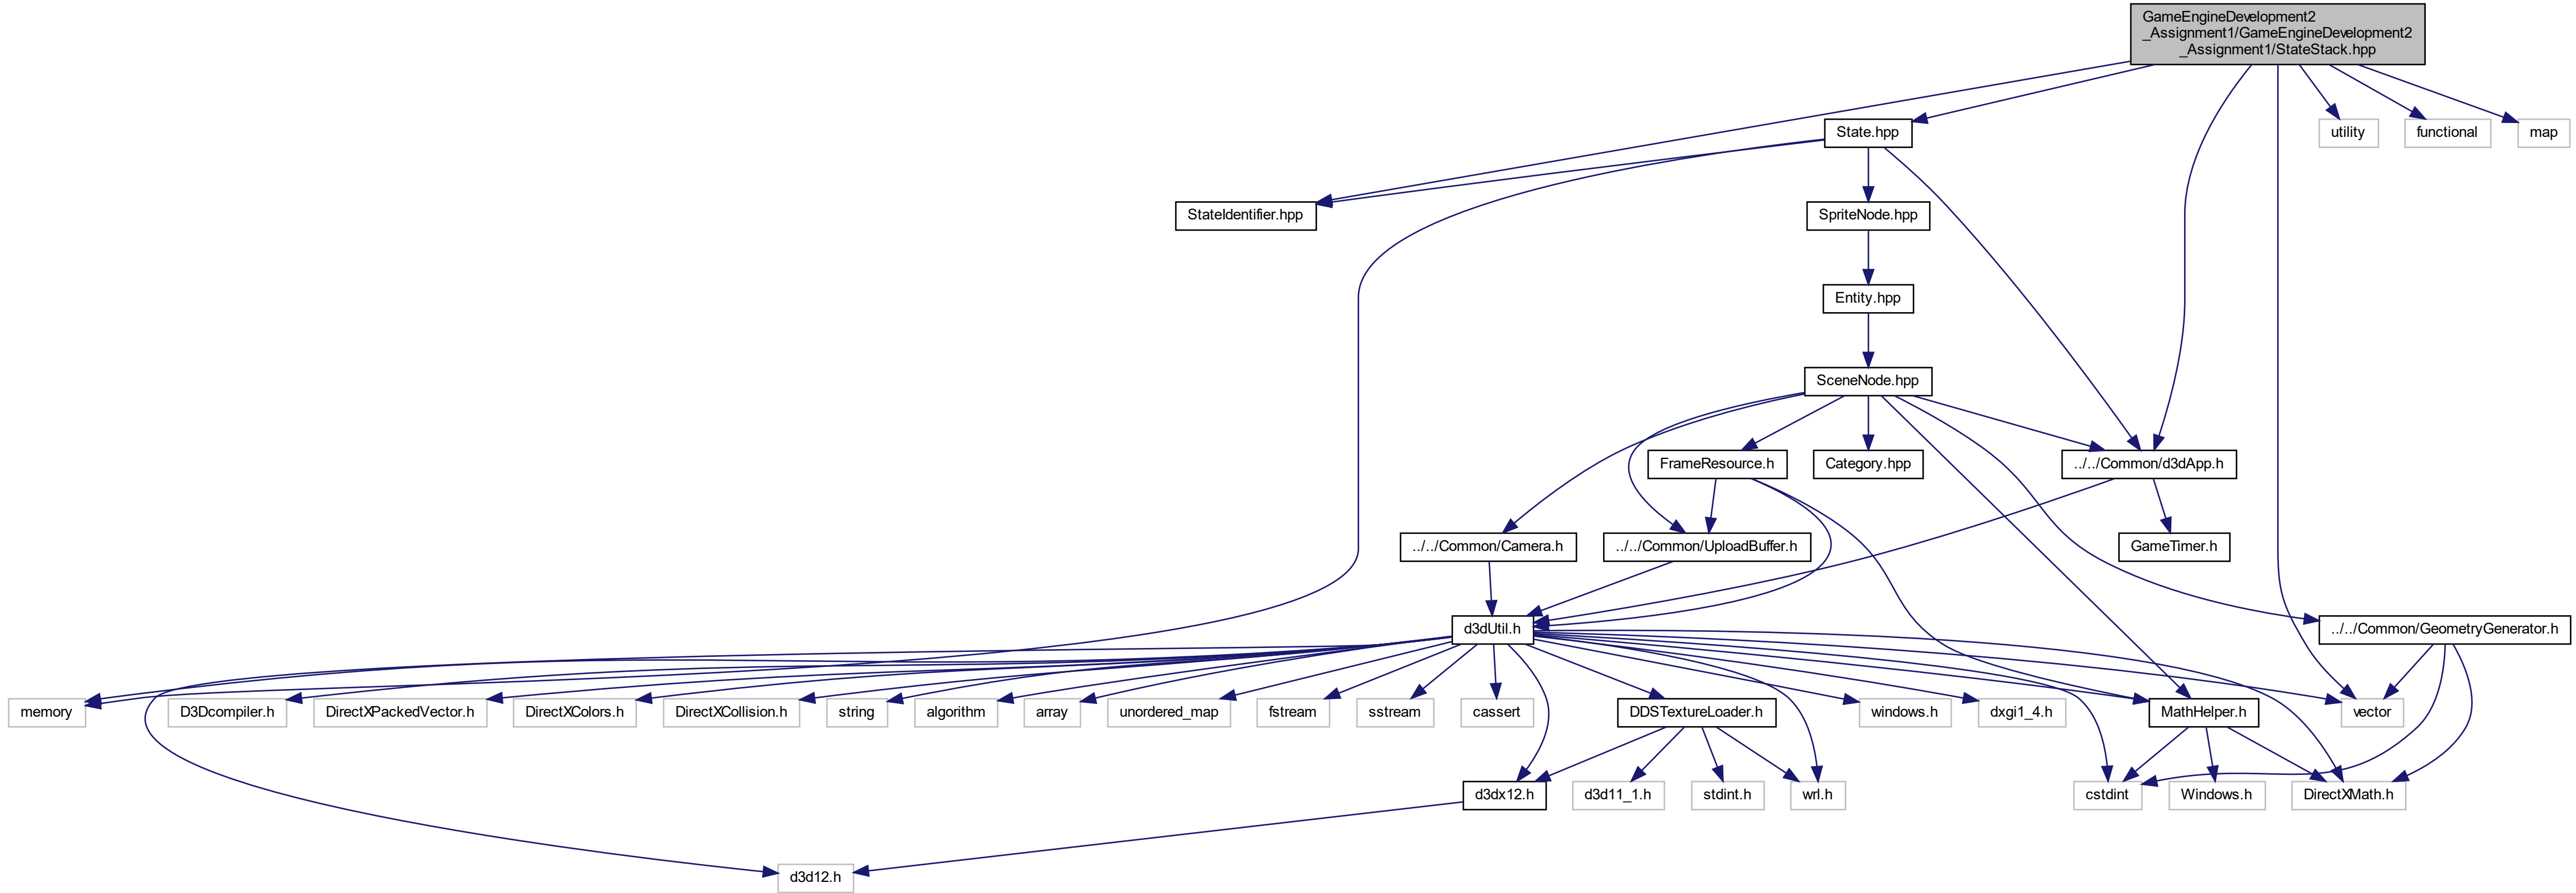 GameEngineDevelopment2
_Assignment1/GameEngineDevelopment2
_Assignment1/StateStack.hpp
State.hpp
utility
functional
map
StateIdentifier.hpp
SpriteNode.hpp
Entity.hpp
SceneNode.hpp
FrameResource.h
Category.hpp
../../Common/d3dApp.h
../../Common/Camera.h
../../Common/UploadBuffer.h
GameTimer.h
d3dUtil.h
../../Common/GeometryGenerator.h
memory
D3Dcompiler.h
DirectXPackedVector.h
DirectXColors.h
DirectXCollision.h
string
algorithm
array
unordered_map
fstream
sstream
cassert
DDSTextureLoader.h
windows.h
dxgi1_4.h
MathHelper.h
vector
d3dx12.h
d3d11_1.h
stdint.h
wrl.h
cstdint
Windows.h
DirectXMath.h
d3d12.h